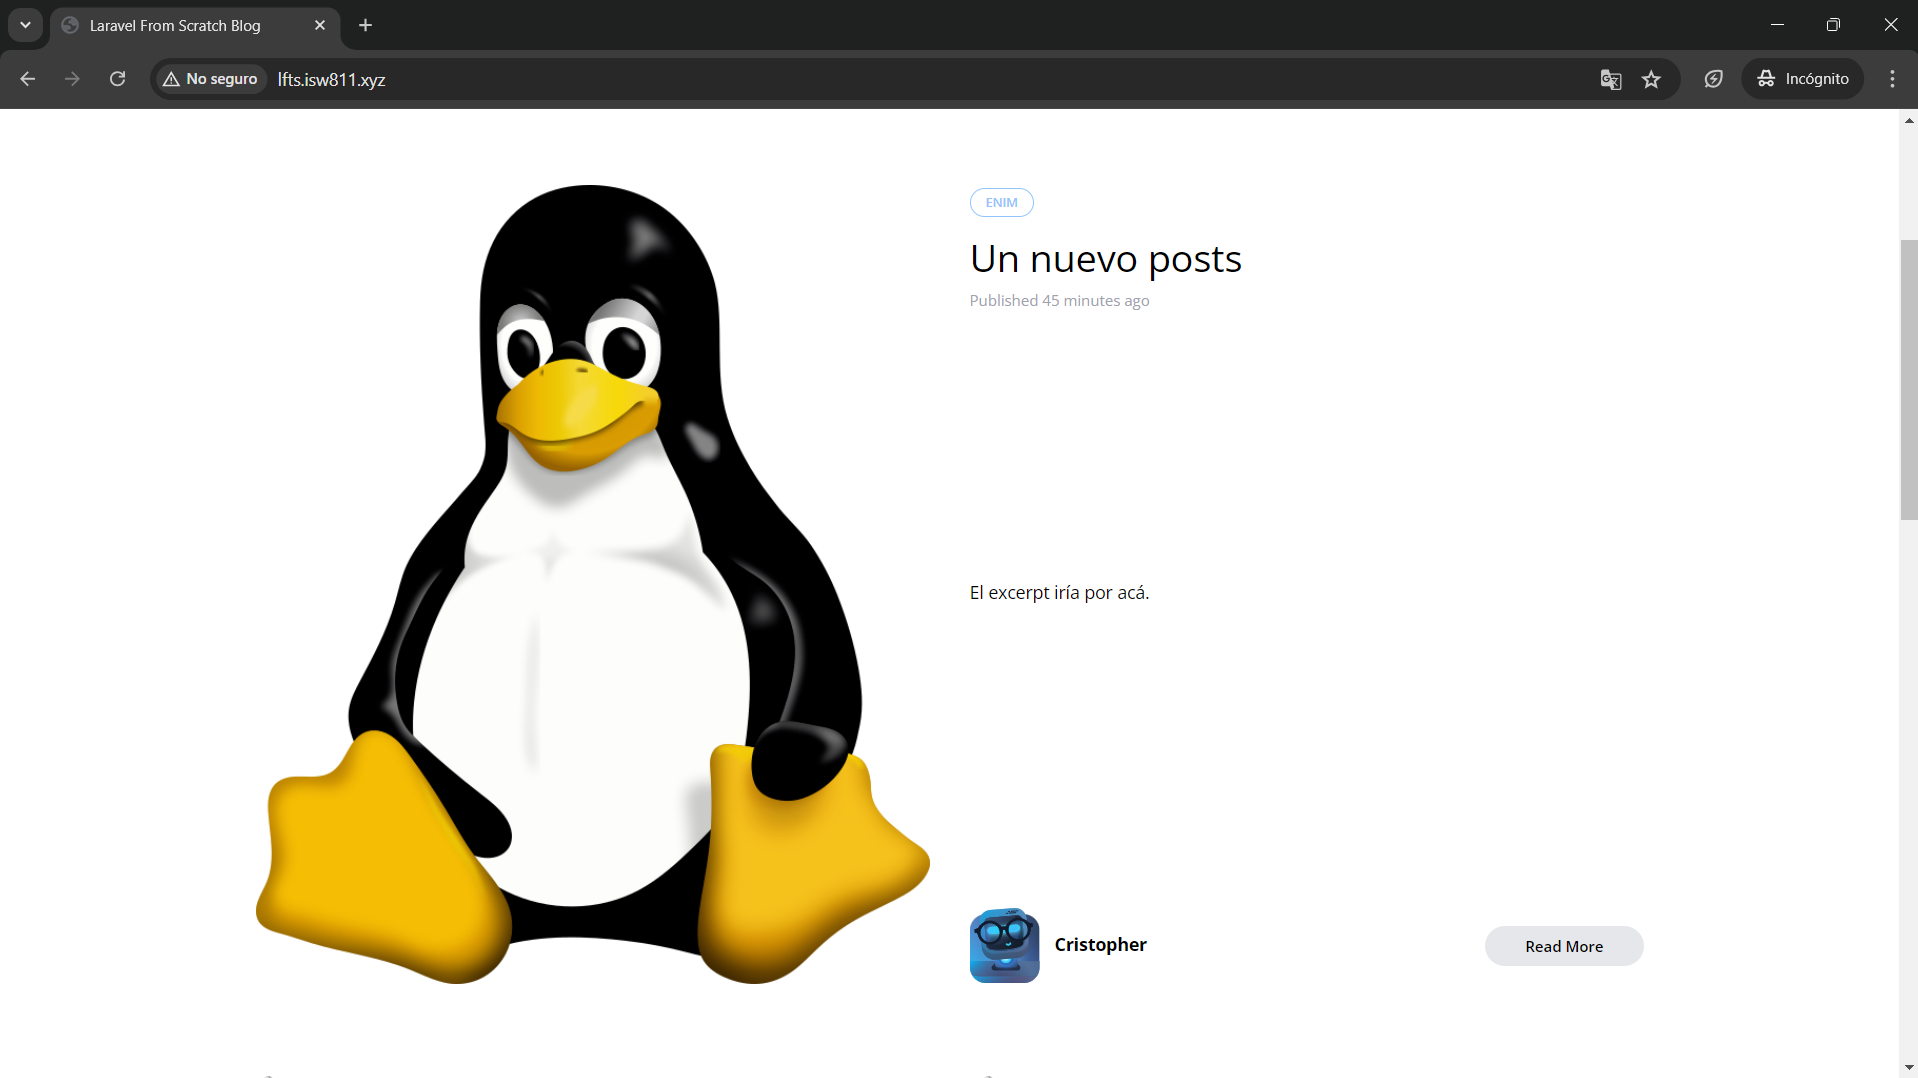 Laravel From Scratch Blog
No seguro
lfts.isw811.xyz
Incógnito
ENIM
Un nuevo posts
Published 45 minutes ago
El excerpt iría por acá.
Cristopher
Read More